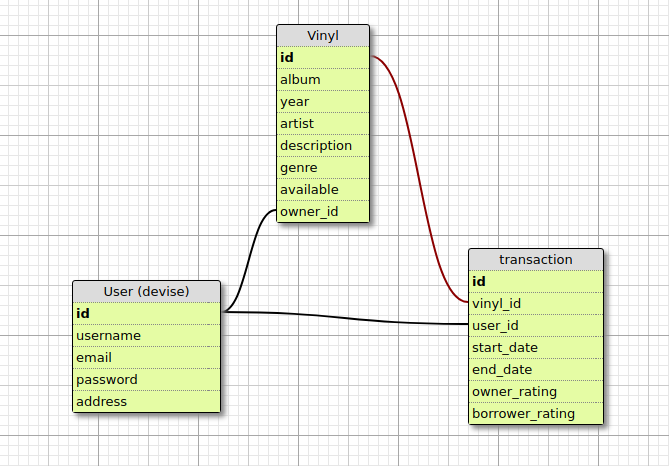 Vinyl
id
album
year
artist
description
genre
available
owner_id
User (devise)
id
username
email
password
address
transaction
id
vinyl_id
user_id
start_date
end_date
owner_rating
borrower_rating